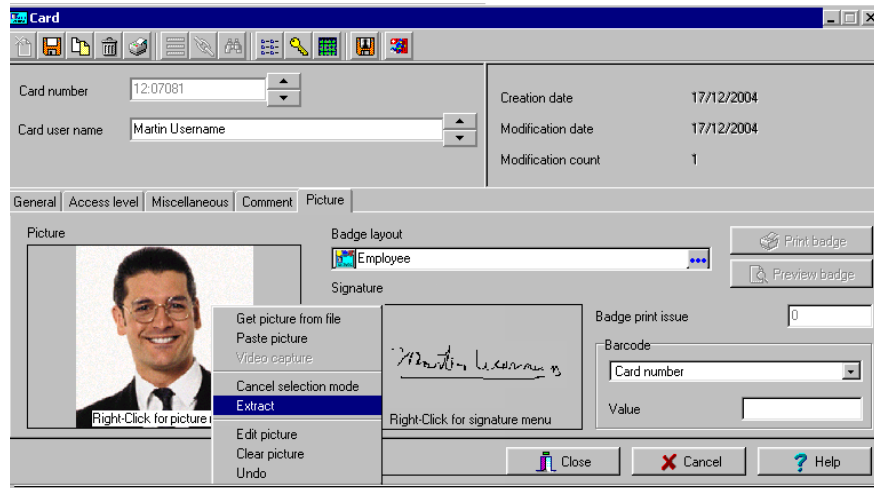 Card
Card number
12:07081
Card user name
Martin Username
Creation date
17/12/2004
Modification date
17/12/2004
Modification count
1
General
Access level
Miscellaneous
Comment
Picture
Picture
Badge layout
Employee
Signature
Print badge
Preview badge
Get picture from file
Paste picture
Video capture
Cancel selection mode
Extract
Edit picture
Clear picture
Undo
Right-Click for picture
Martin Username
Right-Click for signature menu
Badge print issue
0
Barcode
Card number
Value
Close
Cancel
? Help